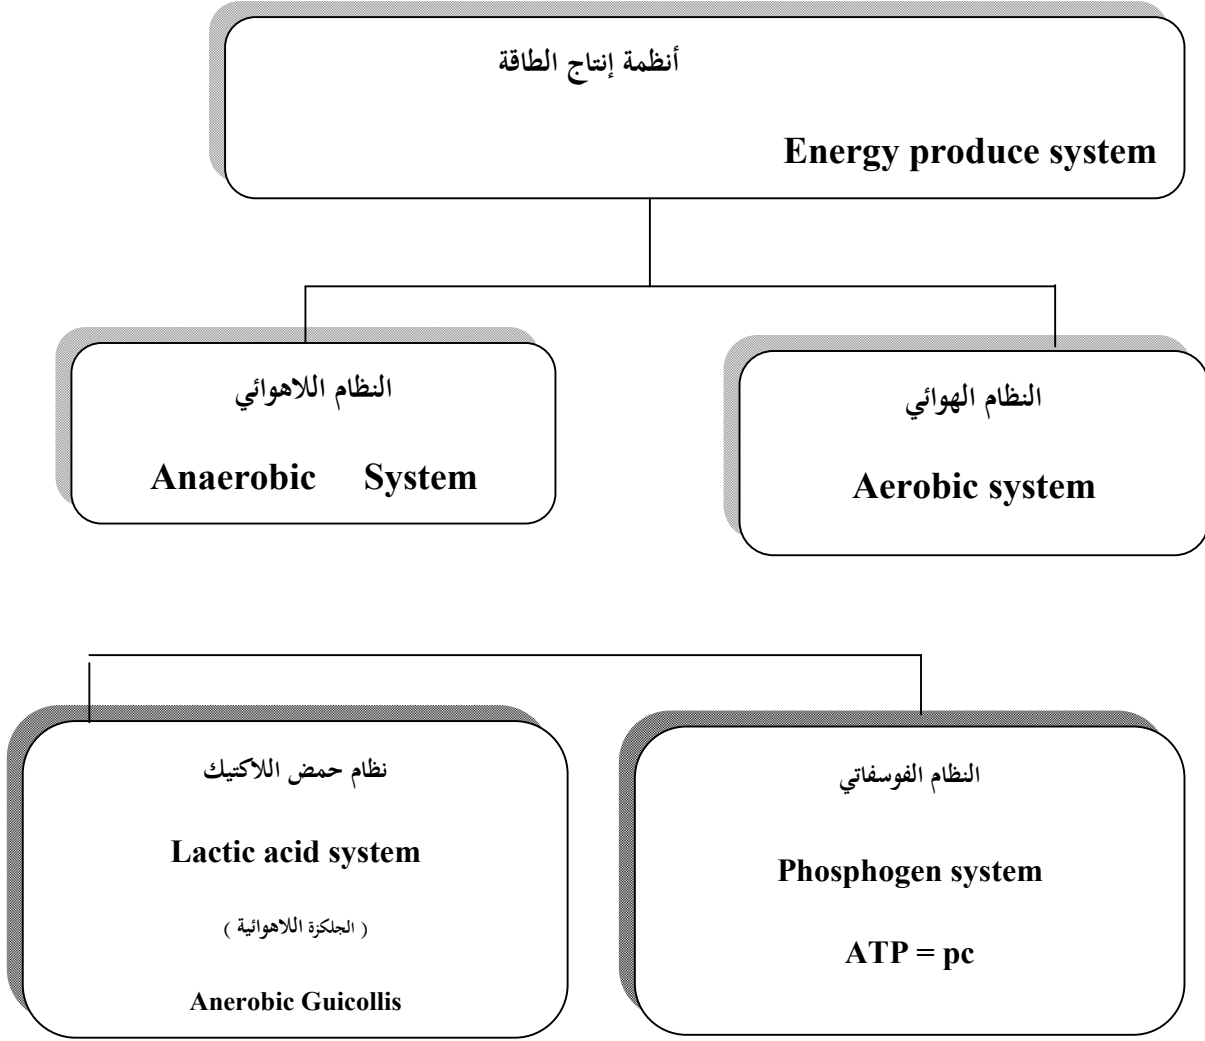 أنظمة إنتاج الطاقة
Energy produce system
النظام الهوائي
Aerobic system
النظام اللاهوائي
Anaerobic System
النظام الفوسفاتي
Phosphogen system
ATP = pc
نظام حمض اللاكتيك
Lactic acid system
( الجلكزة اللاهوائية )
Anerobic Guicollis